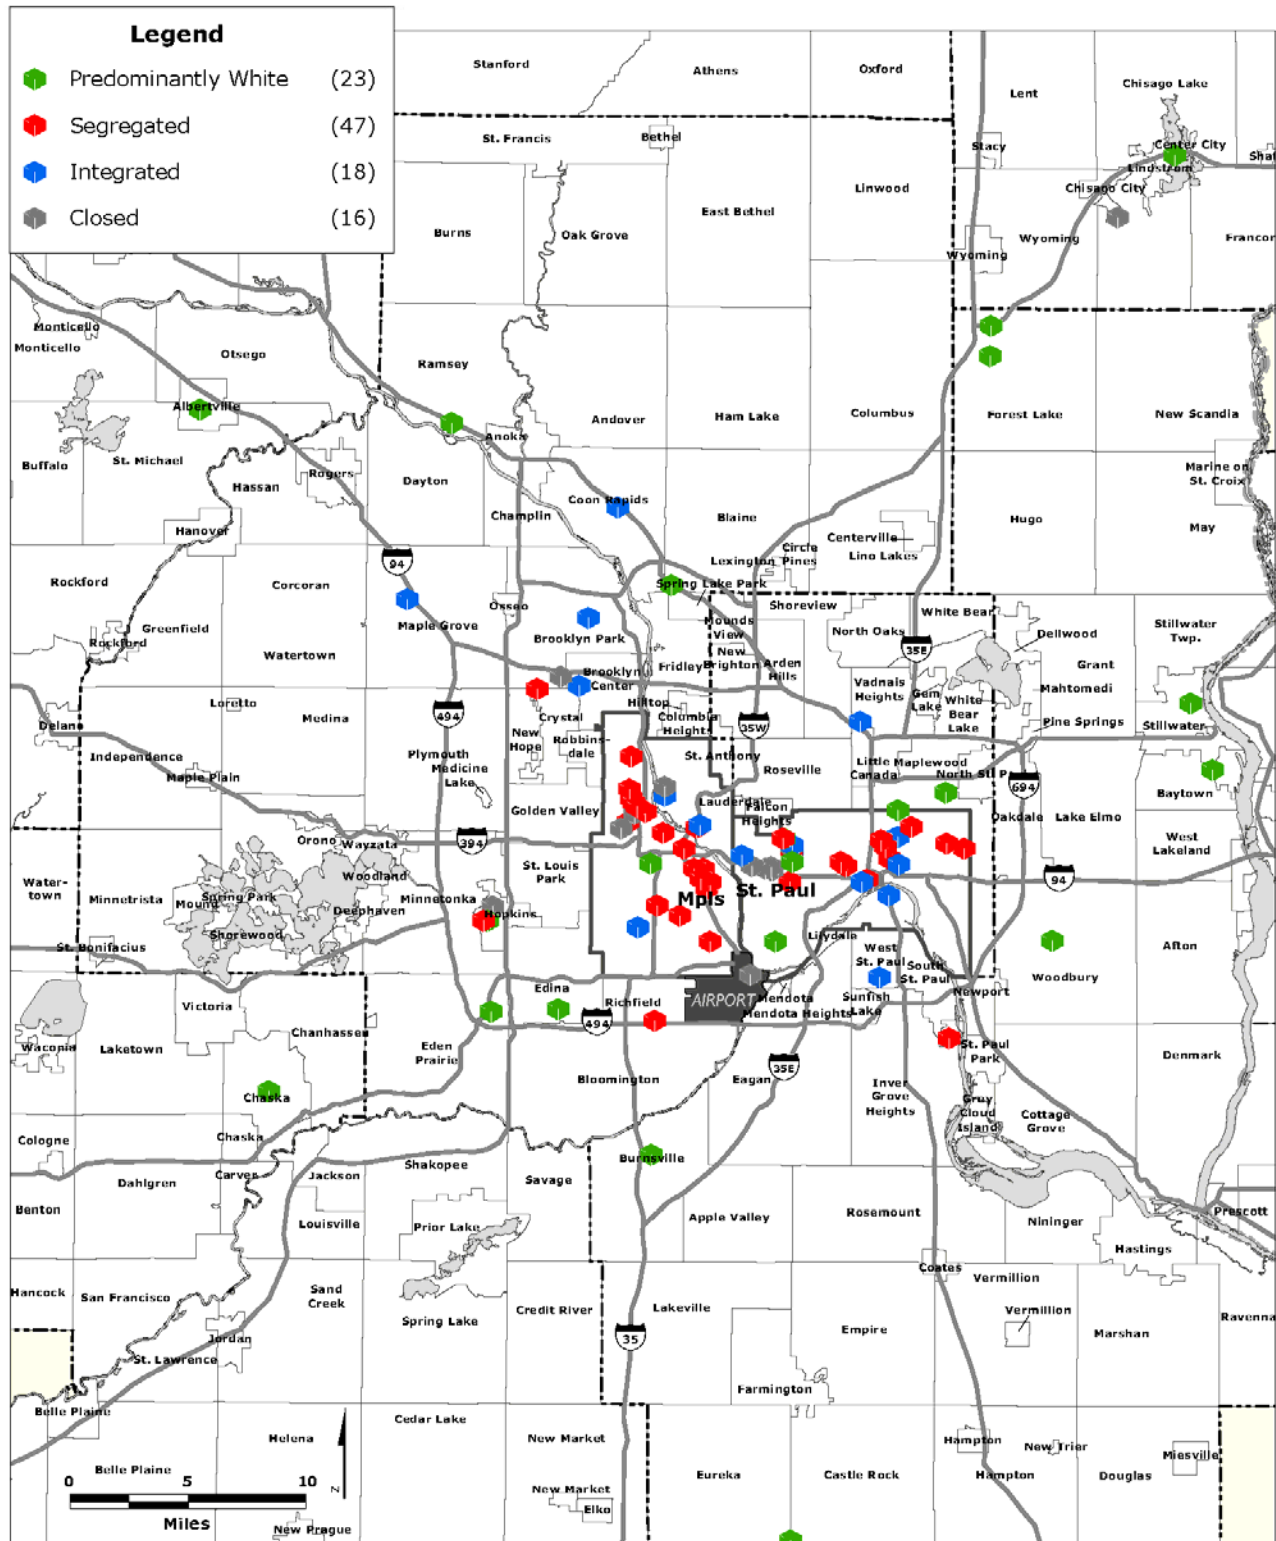 Legend
Predominantly White (23)
Segregated (47)
Integrated (18)
Closed (16)
Stanford
Athens
Oxford
Lent
Chisago Lake
St. Francis
Bethel
Stacy
Center City
Lindstrom
Chisago City
Linwood
East Bethel
Burns
Oak Grove
Wyoming
Wyoming
Francon
Monticello
Monticello
Otsego
Ramsey
Albertville
Andover
Ham Lake
Columbus
Forest Lake
New Scandia
Anoka
Buffalo
St. Michael
Rogers
Dayton
Hassan
Coon Rapids
Marine on
St. Croix
Champlin
Blaine
Hugo
May
Hanover
Centerville
Circle
Pines
Lexington
Lino Lakes
94
Rockford
Corcoran
Spring Lake Park
Osseo
Shoreview
White Bear
Maple Grove
Greenfield
Rockford
Brooklyn Park
Mounds
View
North Oaks
35E
Dellwood
Stillwater
Twp.
Watertown
New
Brighton
Arden
Hills
Fridley
Grant
Brooklyn
Center
Vadnais
Heights
Gem
Lake
Mahtomedi
Loretto
Medina
Hilltop
White
Bear
Lake
494
Crystal
Columbia
Heights
35W
Pine Springs
Stillwater
Delano
New
Hope
Robbins-
dale
Independence
Plymouth
Medicine
Lake
St. Anthony
Roseville
Little
Canada
Maplewood
North St P
Maple Plain
694
Baytown
Golden Valley
Lauderdale
Falcon
Heights
Oakdale
Lake Elmo
Orono
Wayzata
394
West
Lakeland
St. Louis
Park
Woodland
94
Water-
town
Minnetrista
Mound
Spring Park
Minnetonka
Mpls
St. Paul
Deephaven
Hopkins
Shorewood
St. Bonifacius
Lilydale
West
St. Paul
South
St. Paul
Woodbury
Afton
Edina
Victoria
Richfield
AIRPORT
Mendota
Mendota Heights
Sunfish
Lake
Newport
494
Waconia
Laketown
Chanhassen
Eden
Prairie
St. Paul
Park
Denmark
Bloomington
35E
Eagan
Inver
Grove
Heights
Chaska
Grey
Cloud
Island
Cottage
Grove
Cologne
Chaska
Burnsville
Shakopee
Carver
Jackson
Savage
Dahlgren
Benton
Louisville
Prior Lake
Apple Valley
Rosemount
Nininger
Prescott
Hastings
Coates
Vermillion
Hancock
San Francisco
Sand
Creek
Spring Lake
Credit River
Lakeville
Vermillion
Ravenna
35
Empire
Marshan
Jordan
St. Lawrence
Farmington
Belle Plaine
Cedar Lake
Helena
New Market
Hampton
New Trier
Miesville
Belle Plaine
Eureka
Castle Rock
Hampton
Douglas
0 5 10
Miles
N
New Market
Elko
New Prague